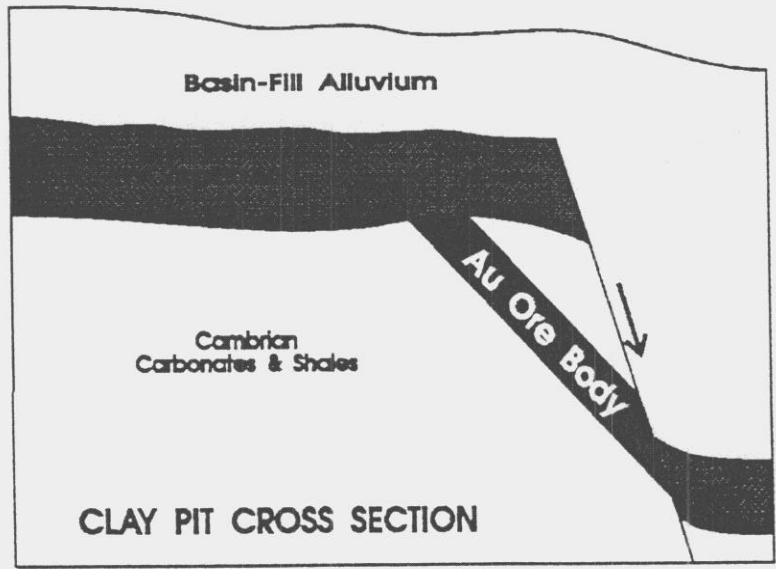 Basin-Fill Alluvium
Au Ore Body
Cambrian
Carbonates & Shales
CLAY PIT CROSS SECTION